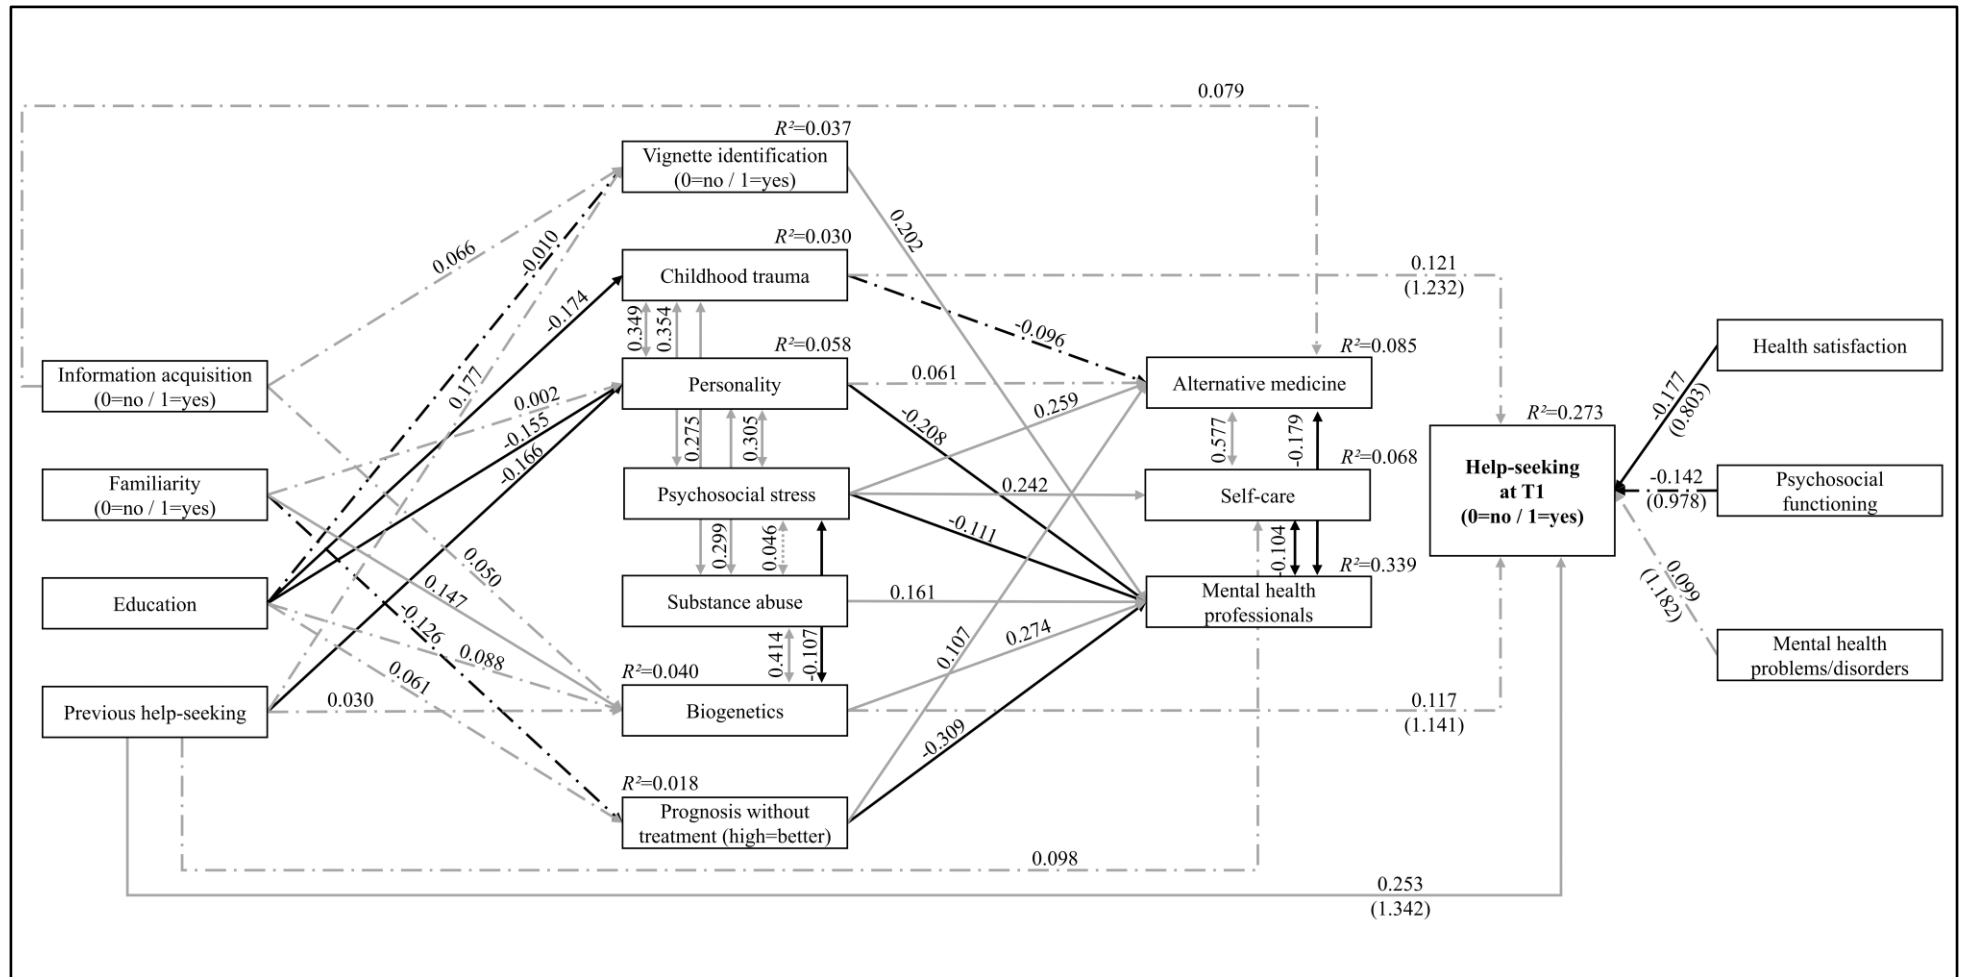 0.079
R²=0.037
Vignette identification
(0=no / 1=yes)
0.066
-0.010
0.202
R²=0.030
Childhood trauma
0.121
(1.232)
-0.174
0.349
0.354
-0.096
Health satisfaction
R²=0.058
R²=0.085
Information acquisition
(0=no / 1=yes)
0.177
Personality
0.061
Alternative medicine
-0.177
(0.803)
0.002
0.259
R²=0.273
-0.155
-0.208
0.275
0.305
0.577
-0.179
-0.166
R²=0.068
Familiarity
(0=no / 1=yes)
Psychosocial stress
0.242
Self-care
Help-seeking
at T1
(0=no / 1=yes)
-0.142
(0.978)
Psychosocial
functioning
-0.111
0.299
0.046
-0.104
0.050
R²=0.339
0.147
0.099
(1.182)
Education
Substance abuse
0.161
Mental health
professionals
-0.126
0.274
0.088
0.414
-0.107
0.107
0.061
R²=0.040
Mental health
problems/disorders
Previous help-seeking
0.030
Biogenetics
0.117
(1.141)
-0.309
R²=0.018
Prognosis without
treatment (high=better)
0.098
0.253
(1.342)